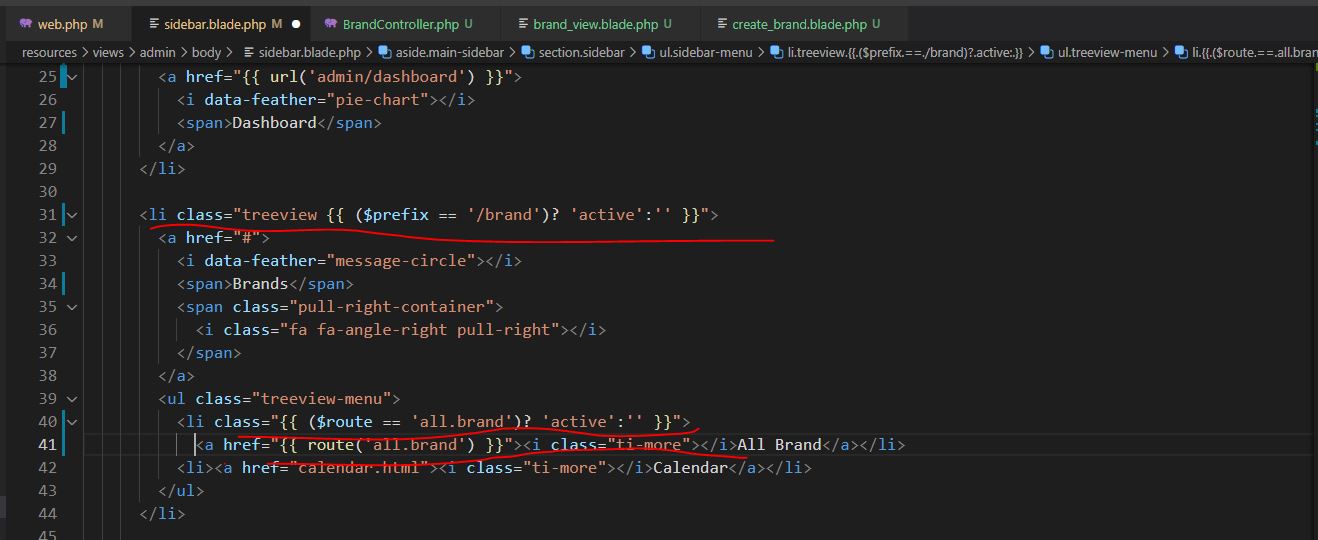 web.php M sidebar.blade.php M BrandController.php U brand_view.blade.php U create_brand.blade.php U
resources > views > admin > body > sidebar.blade.php > aside.main-sidebar > section.sidebar > ul.sidebar-menu > li.treeview.{{.($prefix.==./brand)?.active:.}} > ul.treeview-menu > li.{{.($route.==.all.bran
25 <a href="{{ url('admin/dashboard') }}">
26 <i data-feather="pie-chart"></i>
27 <span>Dashboard</span>
28 </a>
29 </li>
30
31 <li class="treeview {{ ($prefix == '/brand')? 'active':'' }}">
32 <a href="#">
33 <i data-feather="message-circle"></i>
34 <span>Brands</span>
35 <span class="pull-right-container">
36 <i class="fa fa-angle-right pull-right"></i>
37 </span>
38 </a>
39 <ul class="treeview-menu">
40 <li class="{{ ($route == 'all.brand')? 'active':'' }}">
41 <a href="{{ route('all.brand') }}"><i class="ti-more"></i>All Brand</a></li>
42 <li><a href="calendar.html"><i class="ti-more"></i>Calendar</a></li>
43 </ul>
44 </li>
45